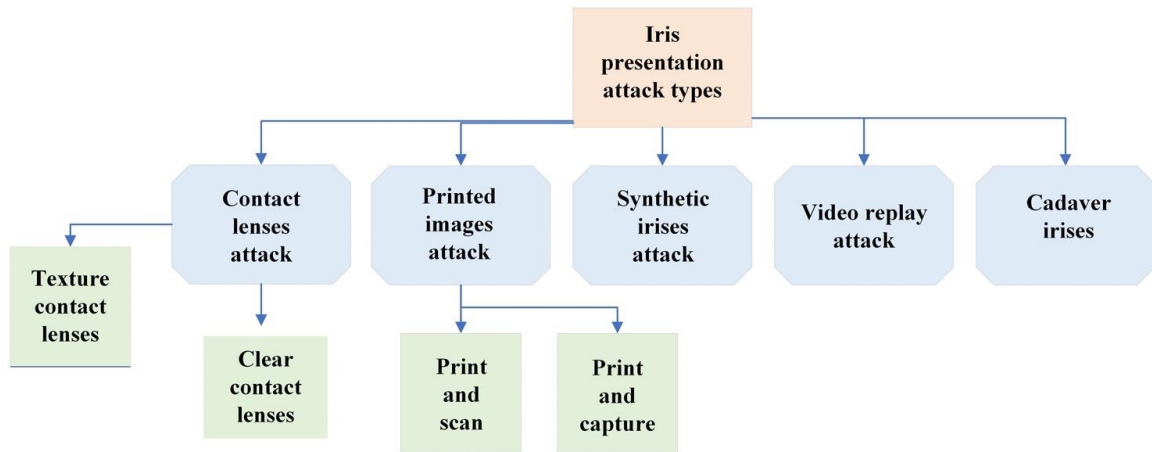 Iris
presentation
attack types
Contact
lenses
attack
Printed
images
attack
Synthetic
irises
attack
Video replay
attack
Cadaver
irises
Texture
contact
lenses
Clear
contact
lenses
Print
and
scan
Print
and
capture